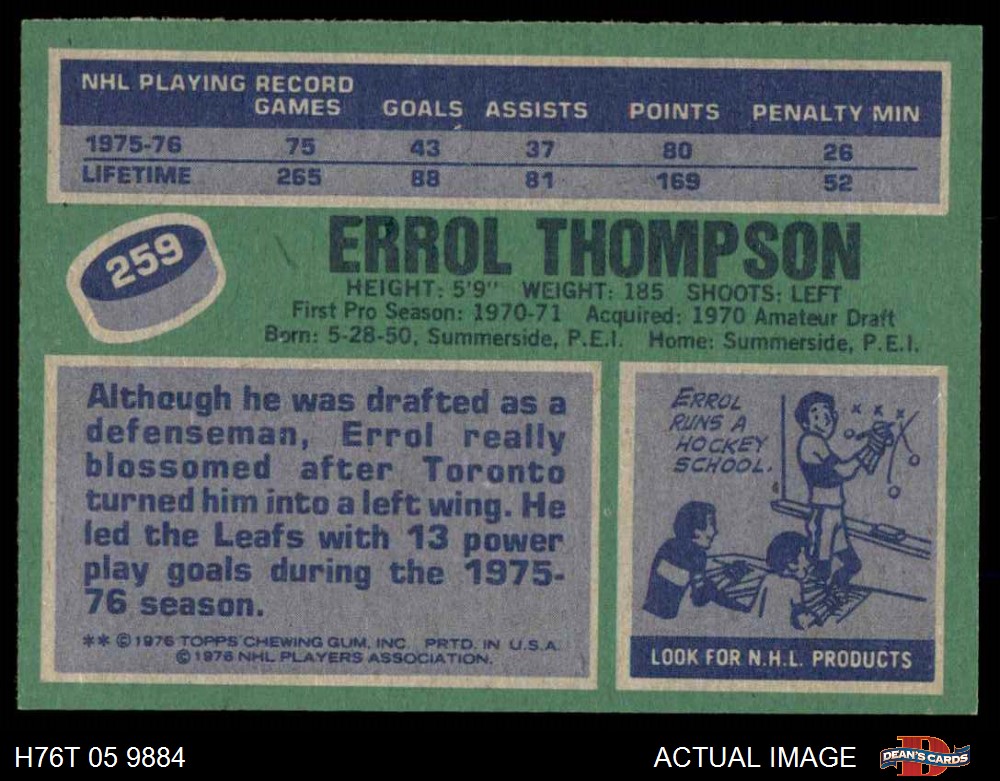 NHL PLAYING RECORD
GAMES GOALS ASSISTS POINTS PENALTY MIN
1975-76 75 43 37 80 26
LIFETIME 265 88 81 169 52
259
ERROL THOMPSON
HEIGHT: 5'9" WEIGHT: 185 SHOOTS: LEFT
First Pro Season: 1970-71 Acquired: 1970 Amateur Draft
Born: 5-28-50, Summerside, P.E.I. Home: Summerside, P.E.I.
Although he was drafted as a
defenseman, Errol really
blossomed after Toronto
turned him into a left wing. He
led the Leafs with 13 power
play goals during the 1975-
76 season.
** © 1976 TOPPS CHEWING GUM, INC. PRTD. IN U.S.A.
© 1976 NHL PLAYERS ASSOCIATION.
ERROL
RUNS A
HOCKEY
SCHOOL.
x x x
LOOK FOR N.H.L. PRODUCTS
H76T 05 9884
ACTUAL IMAGE
D
DEAN'S CARDS